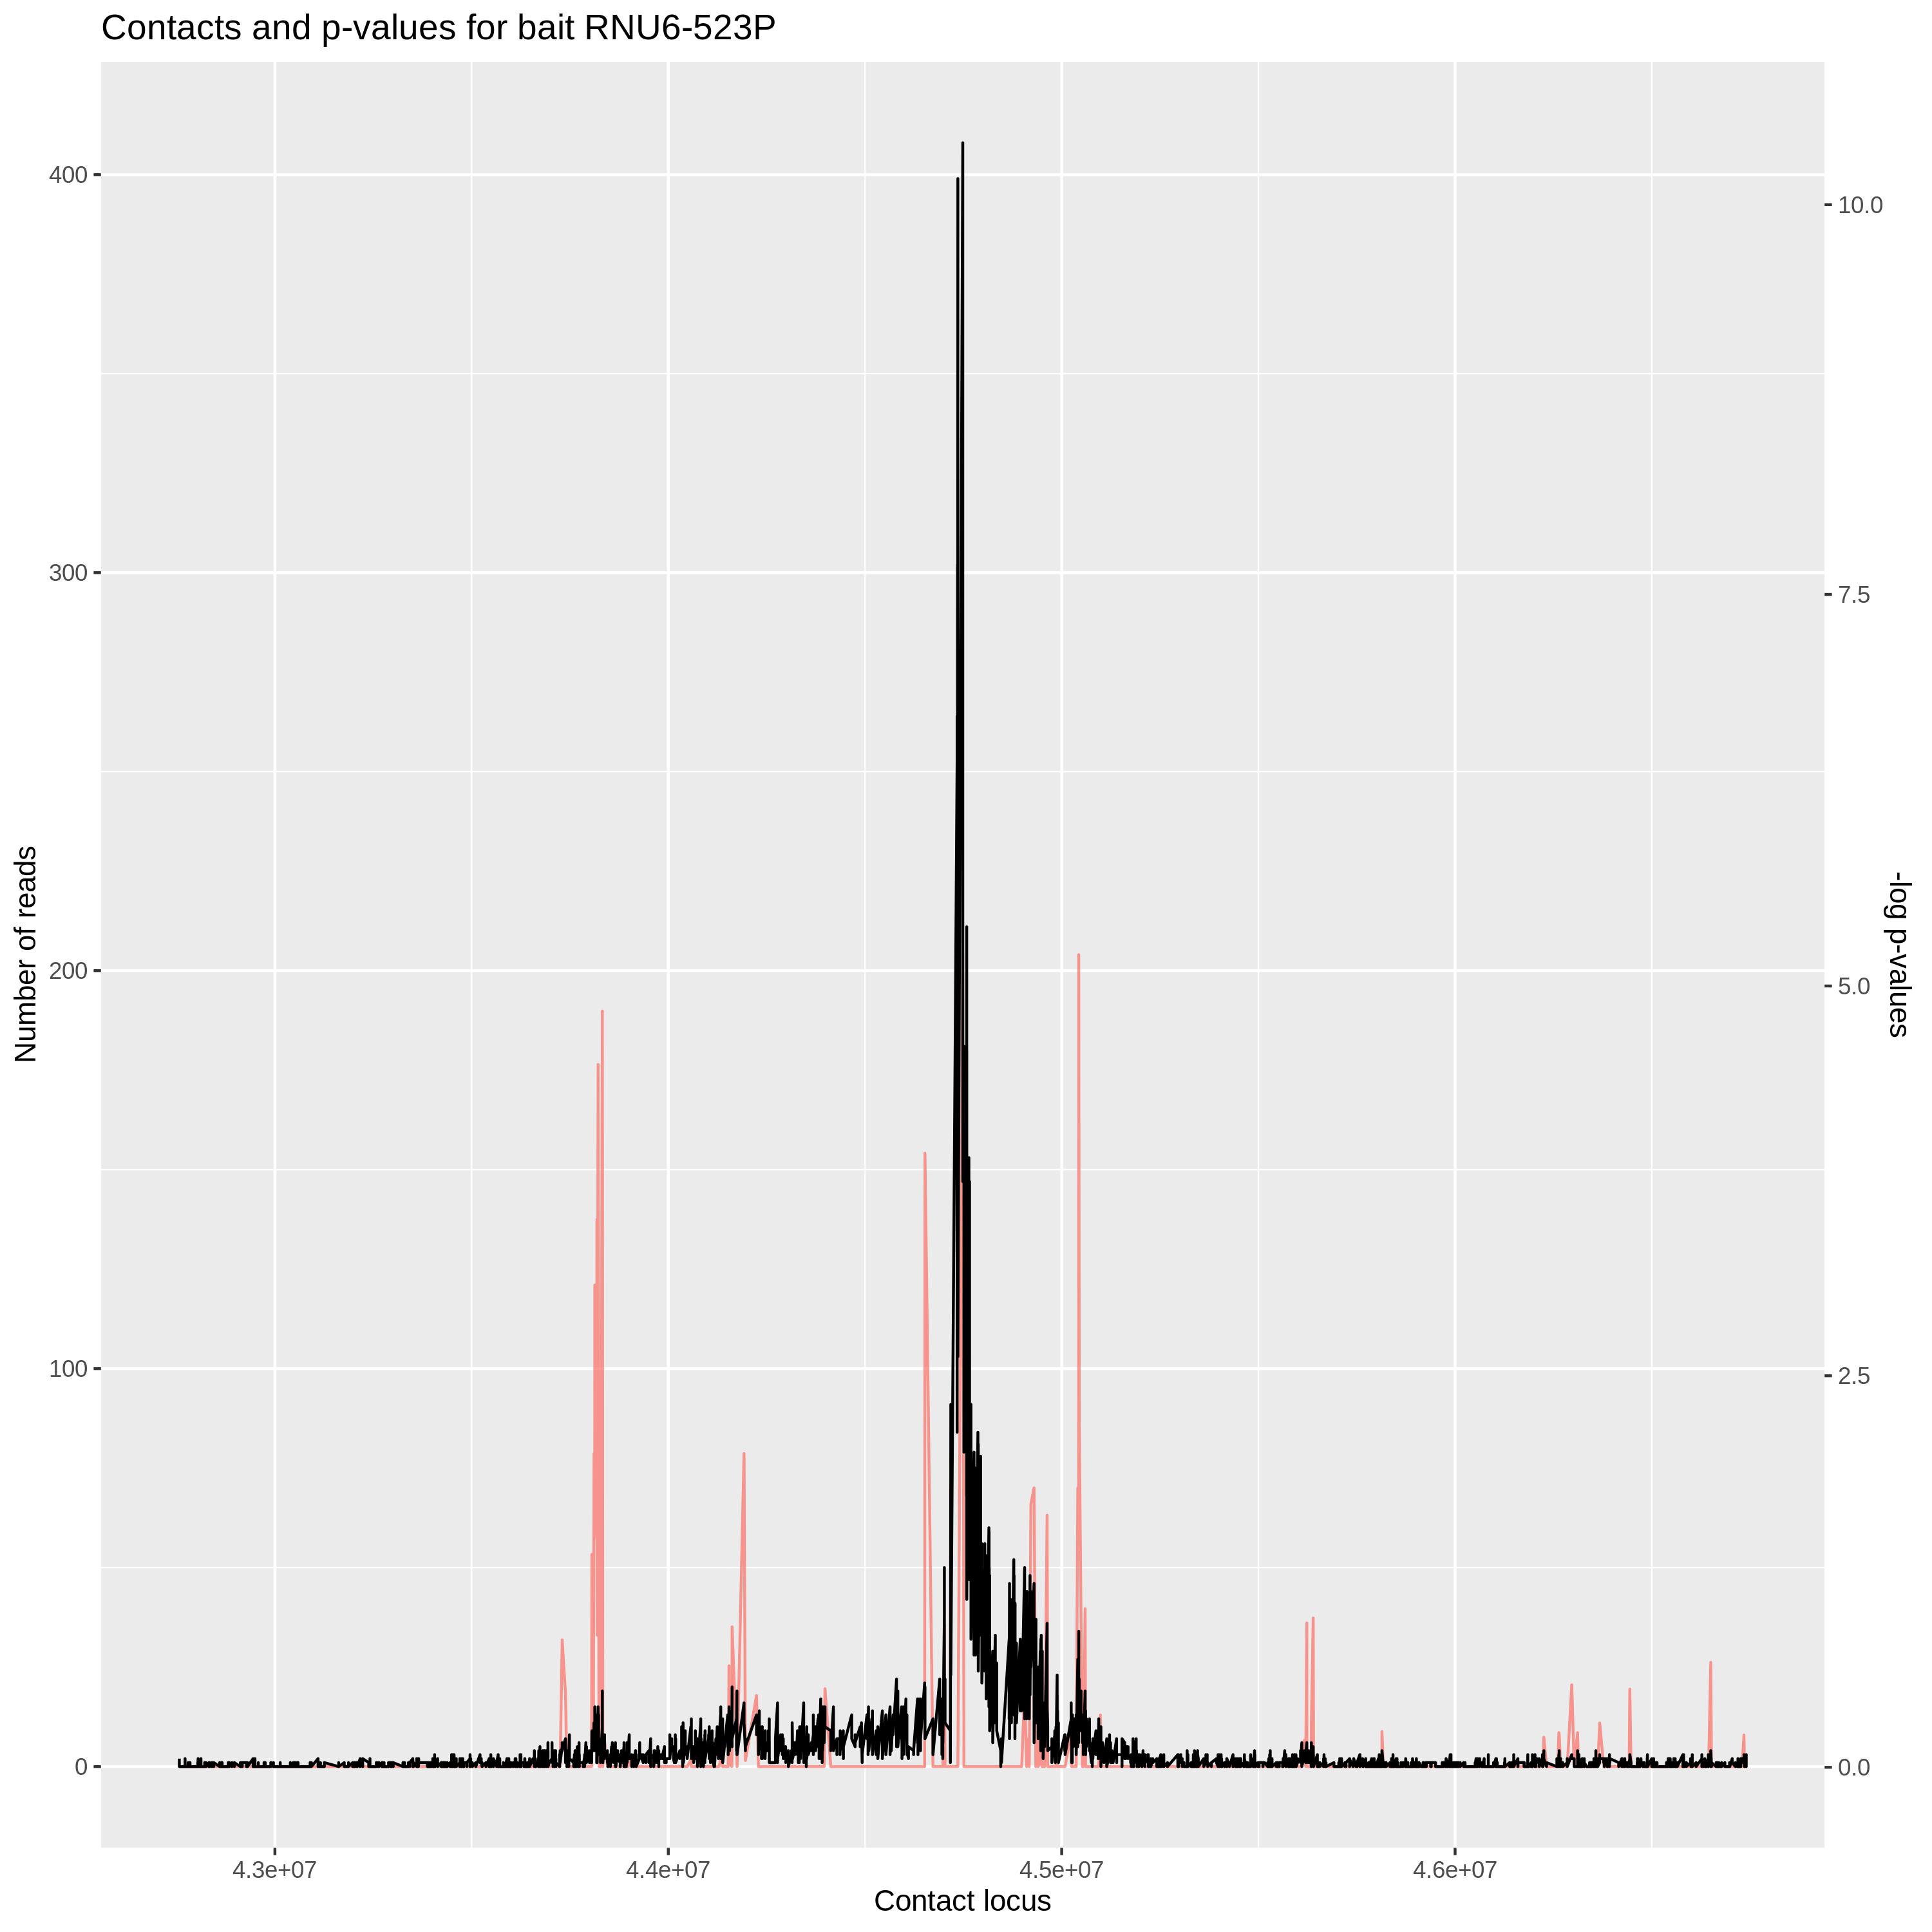 Contacts and p-values for bait RNU6-523P
400
300
200
100
0
Number of reads
10.0
7.5
5.0
2.5
0.0
-log p-values
4.3e+07
4.4e+07
4.5e+07
4.6e+07
Contact locus